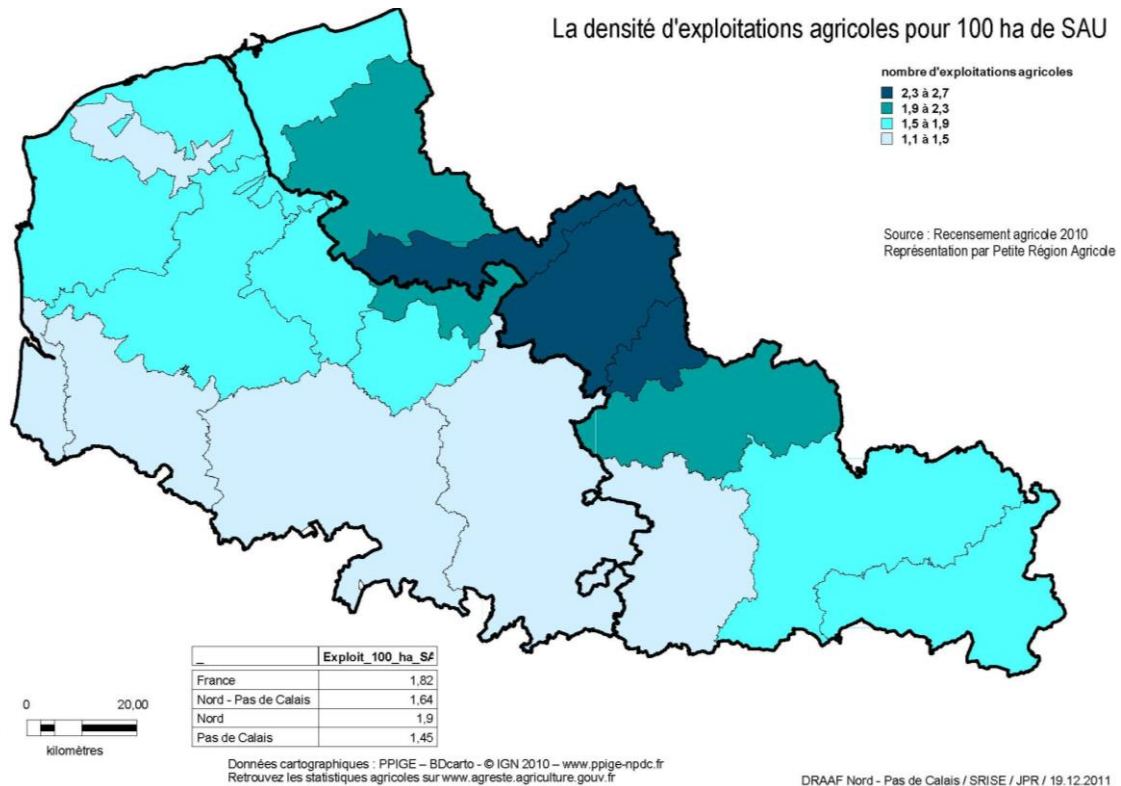 La densité d'exploitations agricoles pour 100 ha de SAU
nombre d'exploitations agricoles
2,3 à 2,7
1,9 à 2,3
1,5 à 1,9
1,1 à 1,5
Source : Recensement agricole 2010
Représentation par Petite Région Agricole
_ Exploit_100_ha_SA
France 1,82
Nord - Pas de Calais 1,64
Nord 1,9
Pas de Calais 1,45
0 20,00
kilomètres
Données cartographiques : PPIGE – BDcarto - © IGN 2010 – www.ppige-npdc.fr
Retrouvez les statistiques agricoles sur www.agreste.agriculture.gouv.fr
DRAAF Nord - Pas de Calais / SRISE / JPR / 19.12.2011